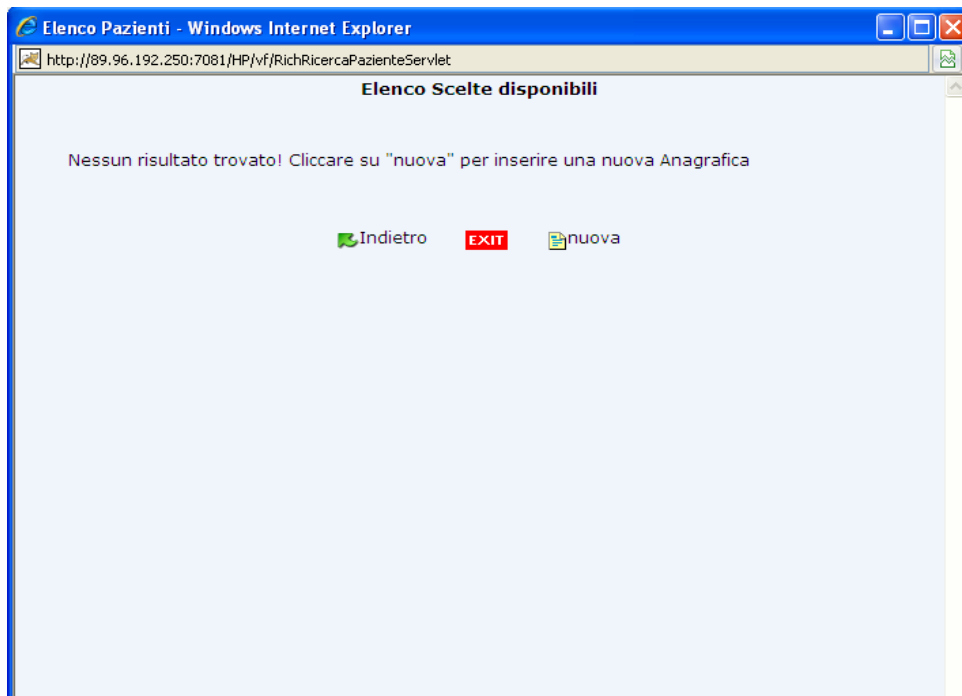 Elenco Pazienti - Windows Internet Explorer
http://89.96.192.250:7081/HP/vf/RichRicercaPazienteServlet
Elenco Scelte disponibili
Nessun risultato trovato! Cliccare su "nuova" per inserire una nuova Anagrafica
Indietro EXIT nuova